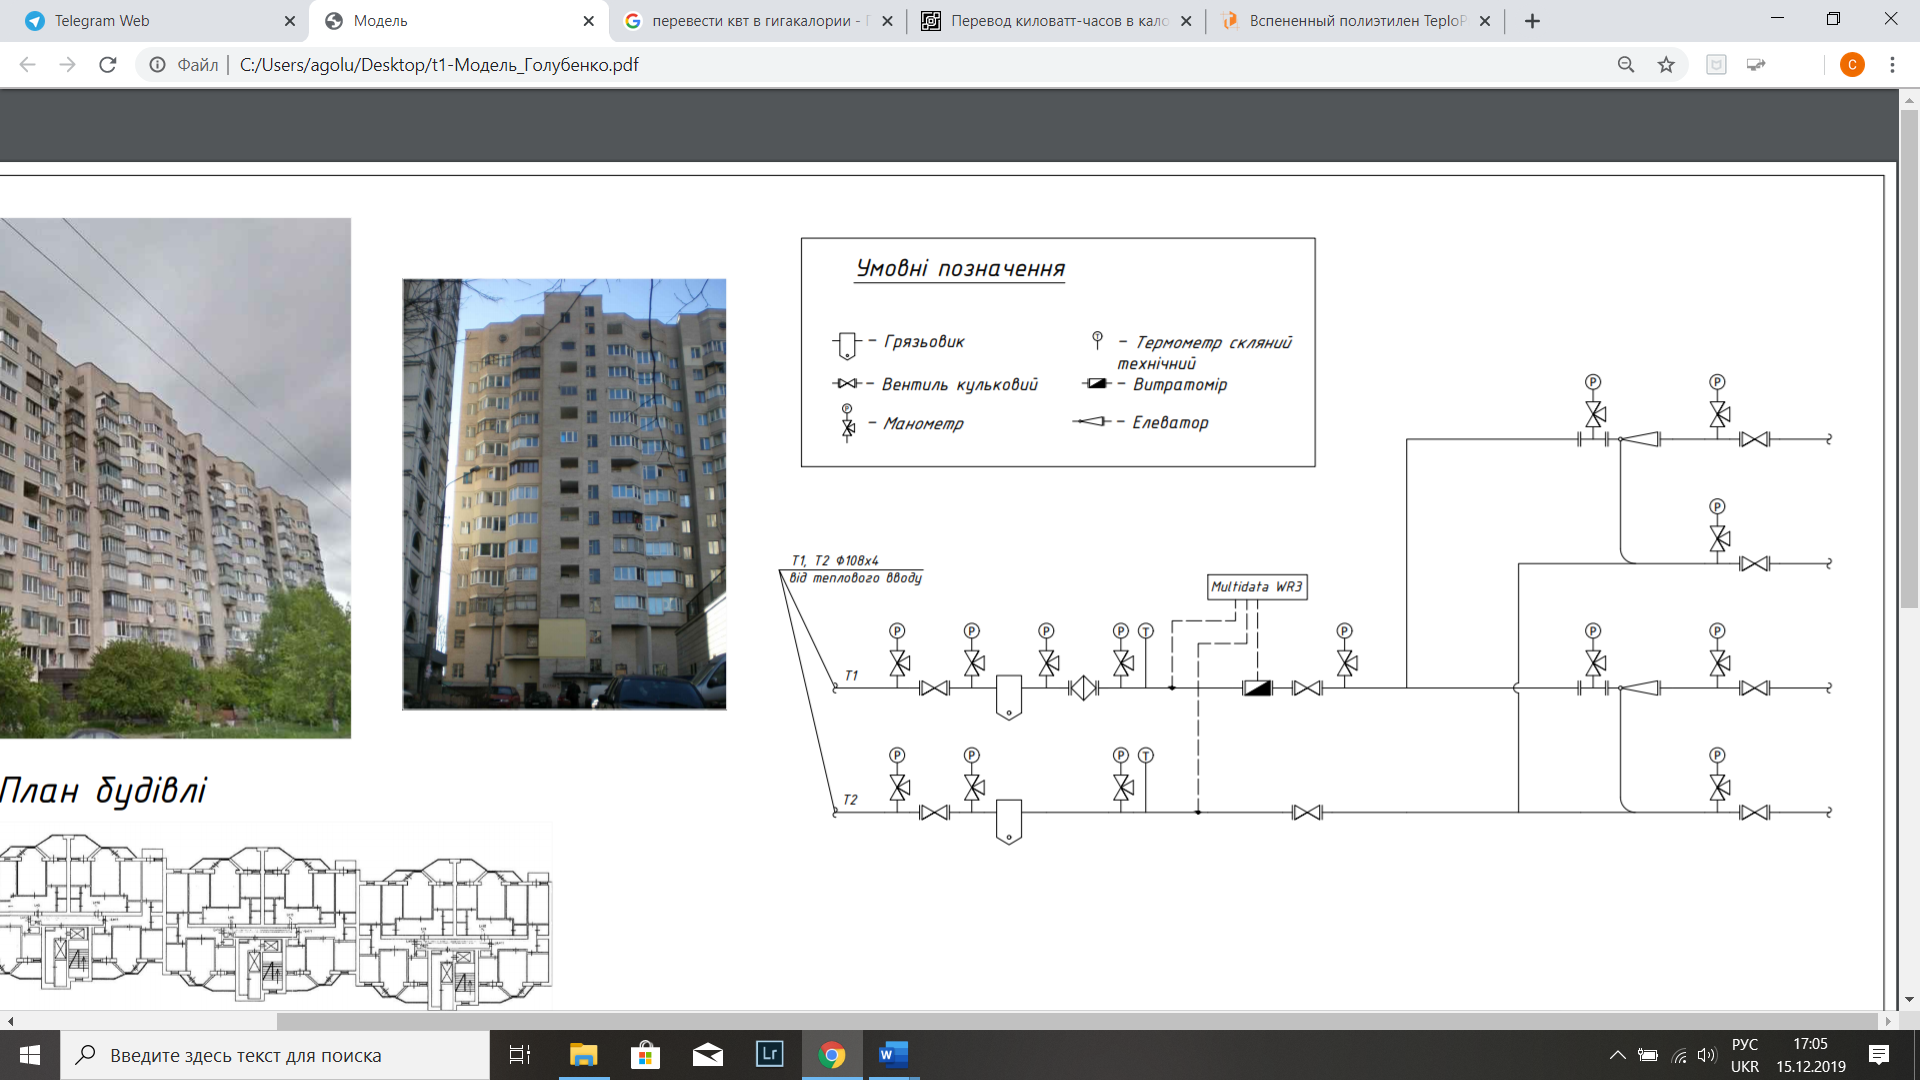 Telegram Web
Модель
перевести квт в гигакалории - Г
Перевод киловатт-часов в кало
Вспененный полиэтилен TeploP
Файл
C:/Users/agolu/Desktop/t1-Модель_Голубенко.pdf
C
Умовні позначення
- Грязьовик
T
- Термометр скляний
технічний
- Вентиль кульковий
- Витратомір
P
- Манометр
- Елеватор
P P
P
T1, T2 Ф108х4
від теплового вводу
Multidata WR3
P P P P T P P P
T1
P P P T P
T2
План будівлі
Введите здесь текст для поиска
Lr
W
РУС
UKR
17:05
15.12.2019